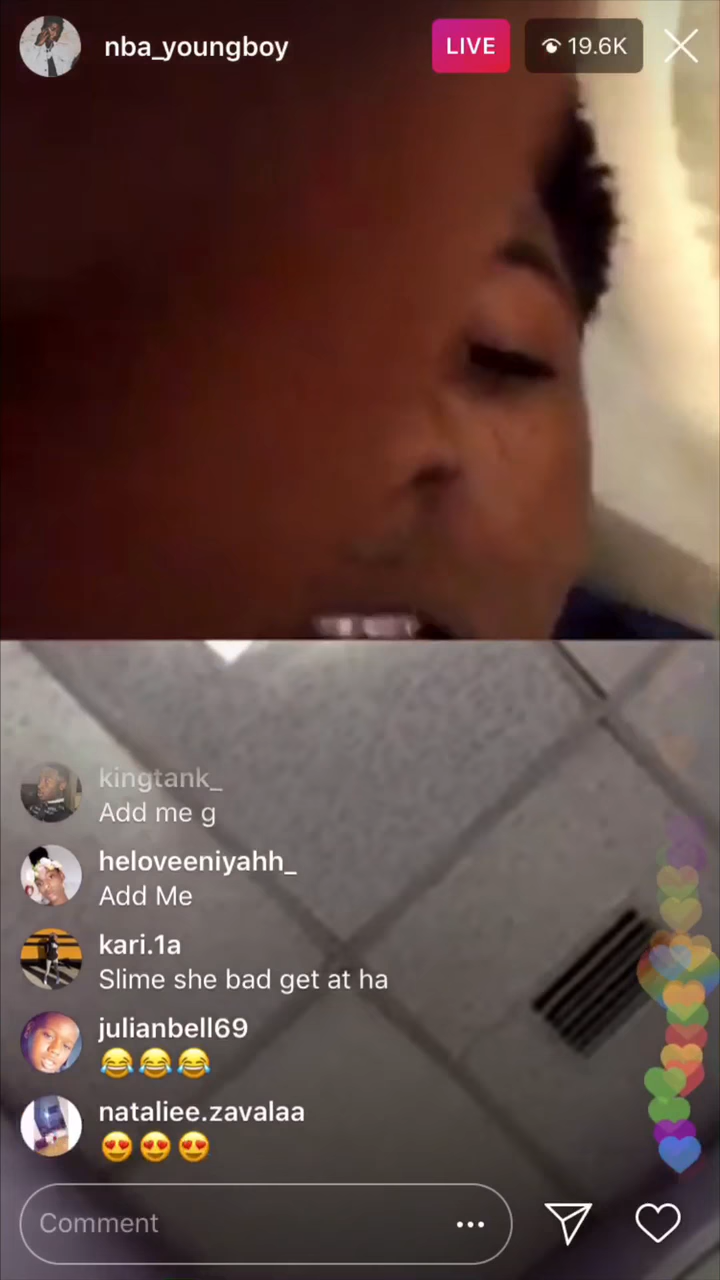 nba_youngboy
LIVE
19.6K
kingtank_
Add me g
heloveeniyahh_
Add Me
kari.1a
Slime she bad get at ha
julianbell69
😂😂😂
nataliee.zavalaa
😍😍😍
Comment